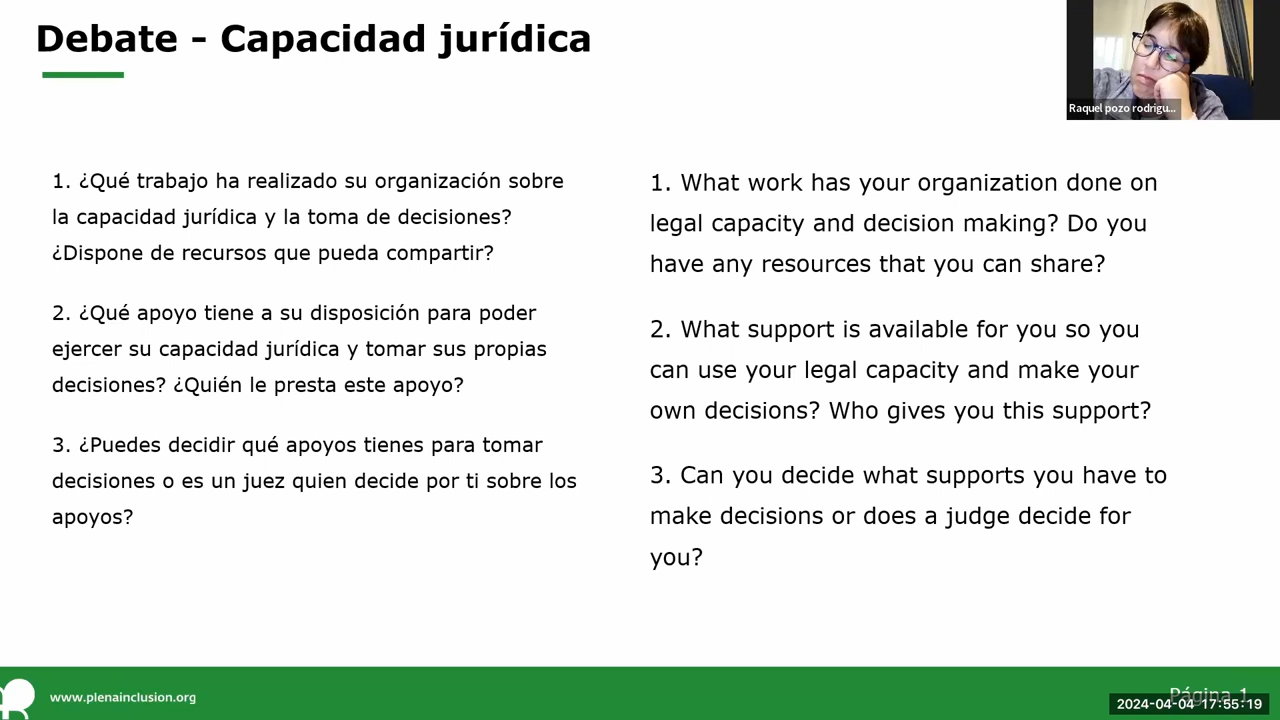 Debate - Capacidad jurídica
Raquel pozo rodrigu...
1. ¿Qué trabajo ha realizado su organización sobre
la capacidad jurídica y la toma de decisiones?
¿Dispone de recursos que pueda compartir?
2. ¿Qué apoyo tiene a su disposición para poder
ejercer su capacidad jurídica y tomar sus propias
decisiones? ¿Quién le presta este apoyo?
3. ¿Puedes decidir qué apoyos tienes para tomar
decisiones o es un juez quien decide por ti sobre los
apoyos?
1. What work has your organization done on
legal capacity and decision making? Do you
have any resources that you can share?
2. What support is available for you so you
can use your legal capacity and make your
own decisions? Who gives you this support?
3. Can you decide what supports you have to
make decisions or does a judge decide for
you?
www.plenainclusion.org
Página 1
2024-04-04 17:55:19